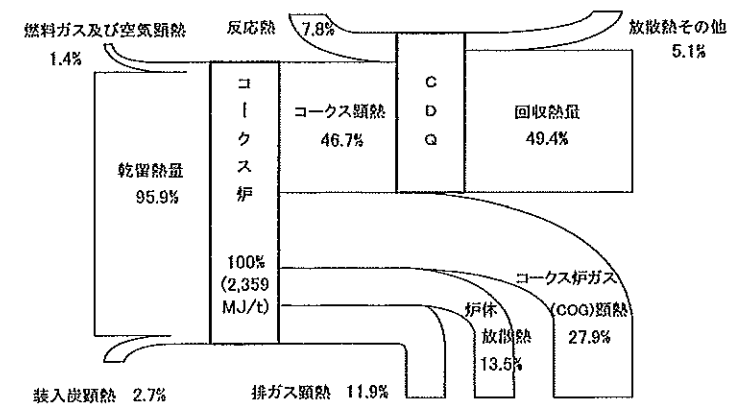 燃料ガス及び空気顕熱
1.4%
反応熱 7.8%
放散熱その他
5.1%
乾留熱量
95.9%
コークス炉
100%
(2,359
MJ/t)
コークス顕熱
46.7%
CDQ
回収熱量
49.4%
コークス炉ガス
(COG)顕熱
27.9%
炉休
放散熱
13.5%
装入炭顕熱 2.7%
排ガス顕熱 11.9%